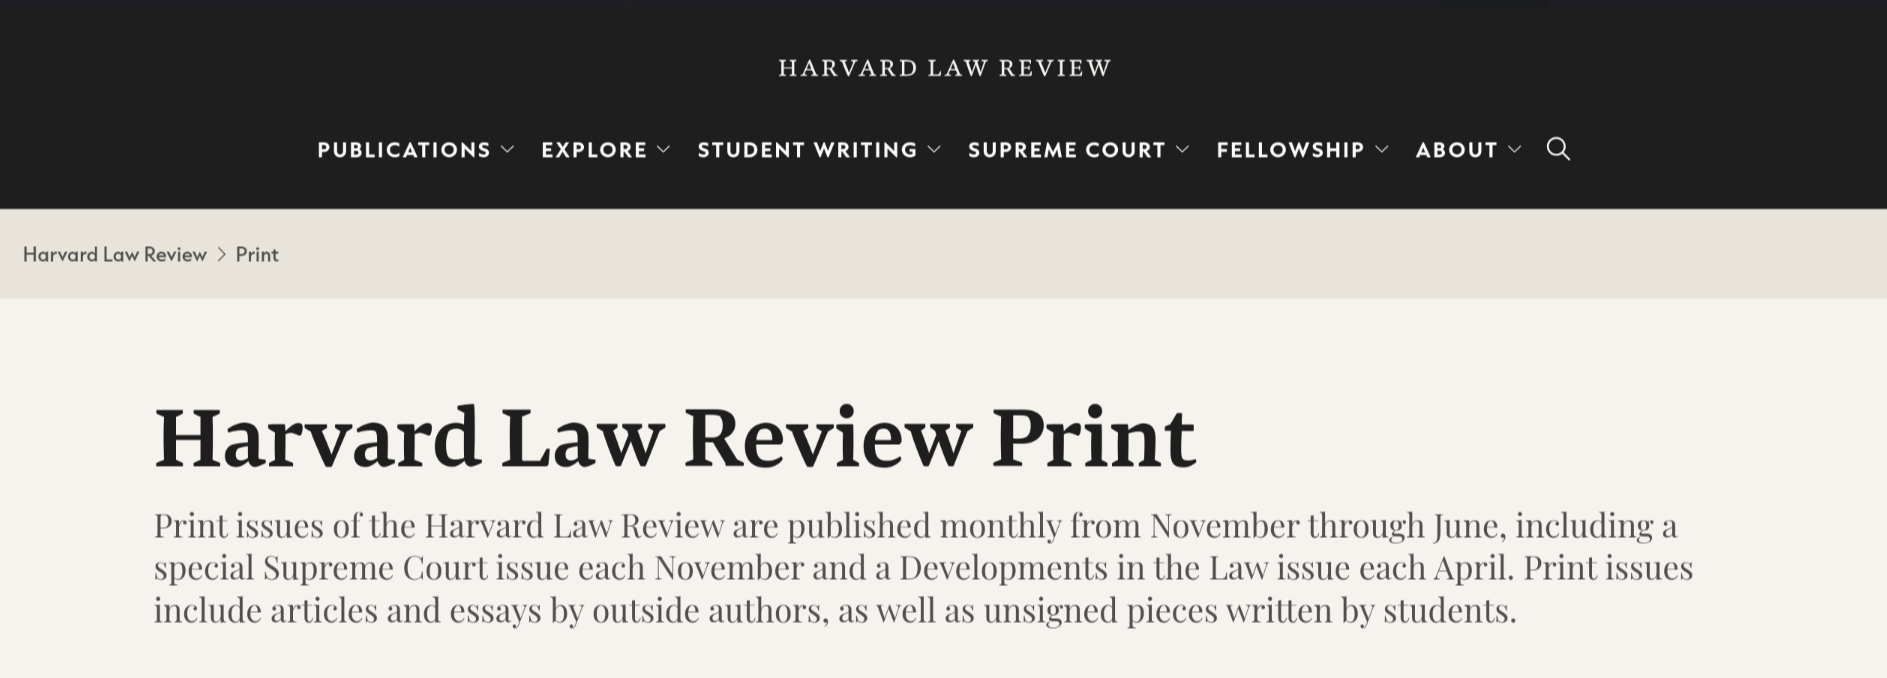 HARVARD LAW REVIEW
PUBLICATIONS EXPLORE STUDENT WRITING SUPREME COURT FELLOWSHIP ABOUT
Harvard Law Review > Print
Harvard Law Review Print
Print issues of the Harvard Law Review are published monthly from November through June, including a
special Supreme Court issue each November and a Developments in the Law issue each April. Print issues
include articles and essays by outside authors, as well as unsigned pieces written by students.